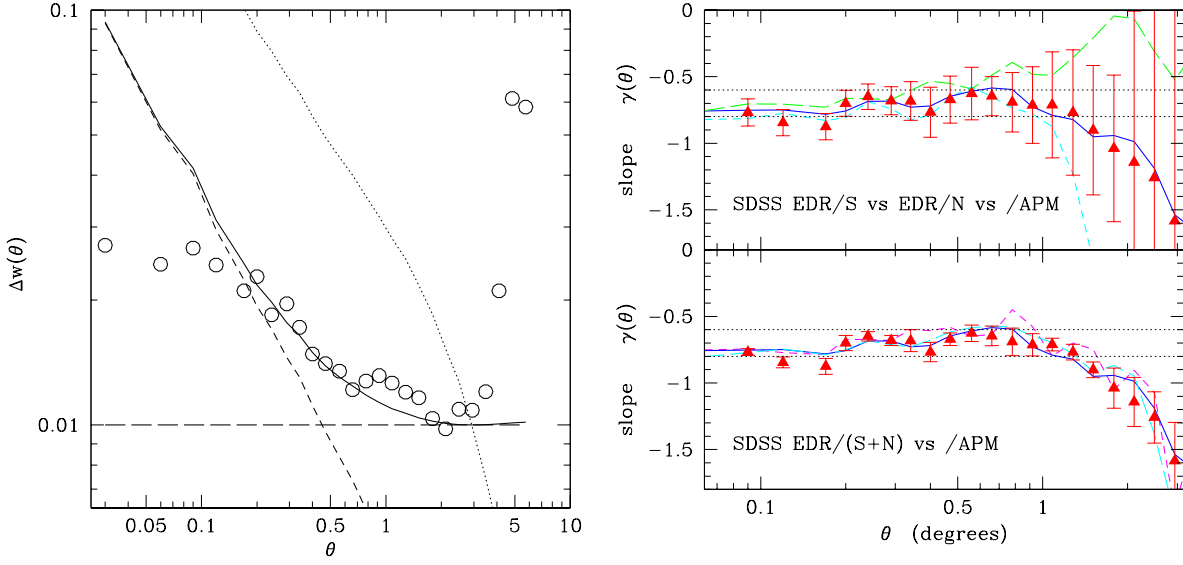 0.1
0.01
Δw(θ)
0.05
0.1
0.5
1
5
10
θ
0
−0.5
−1
−1.5
slope γ(θ)
SDSS EDR/S vs EDR/N vs /APM
0
−0.5
−1
−1.5
slope γ(θ)
SDSS EDR/(S+N) vs /APM
0.1
0.5
1
θ (degrees)